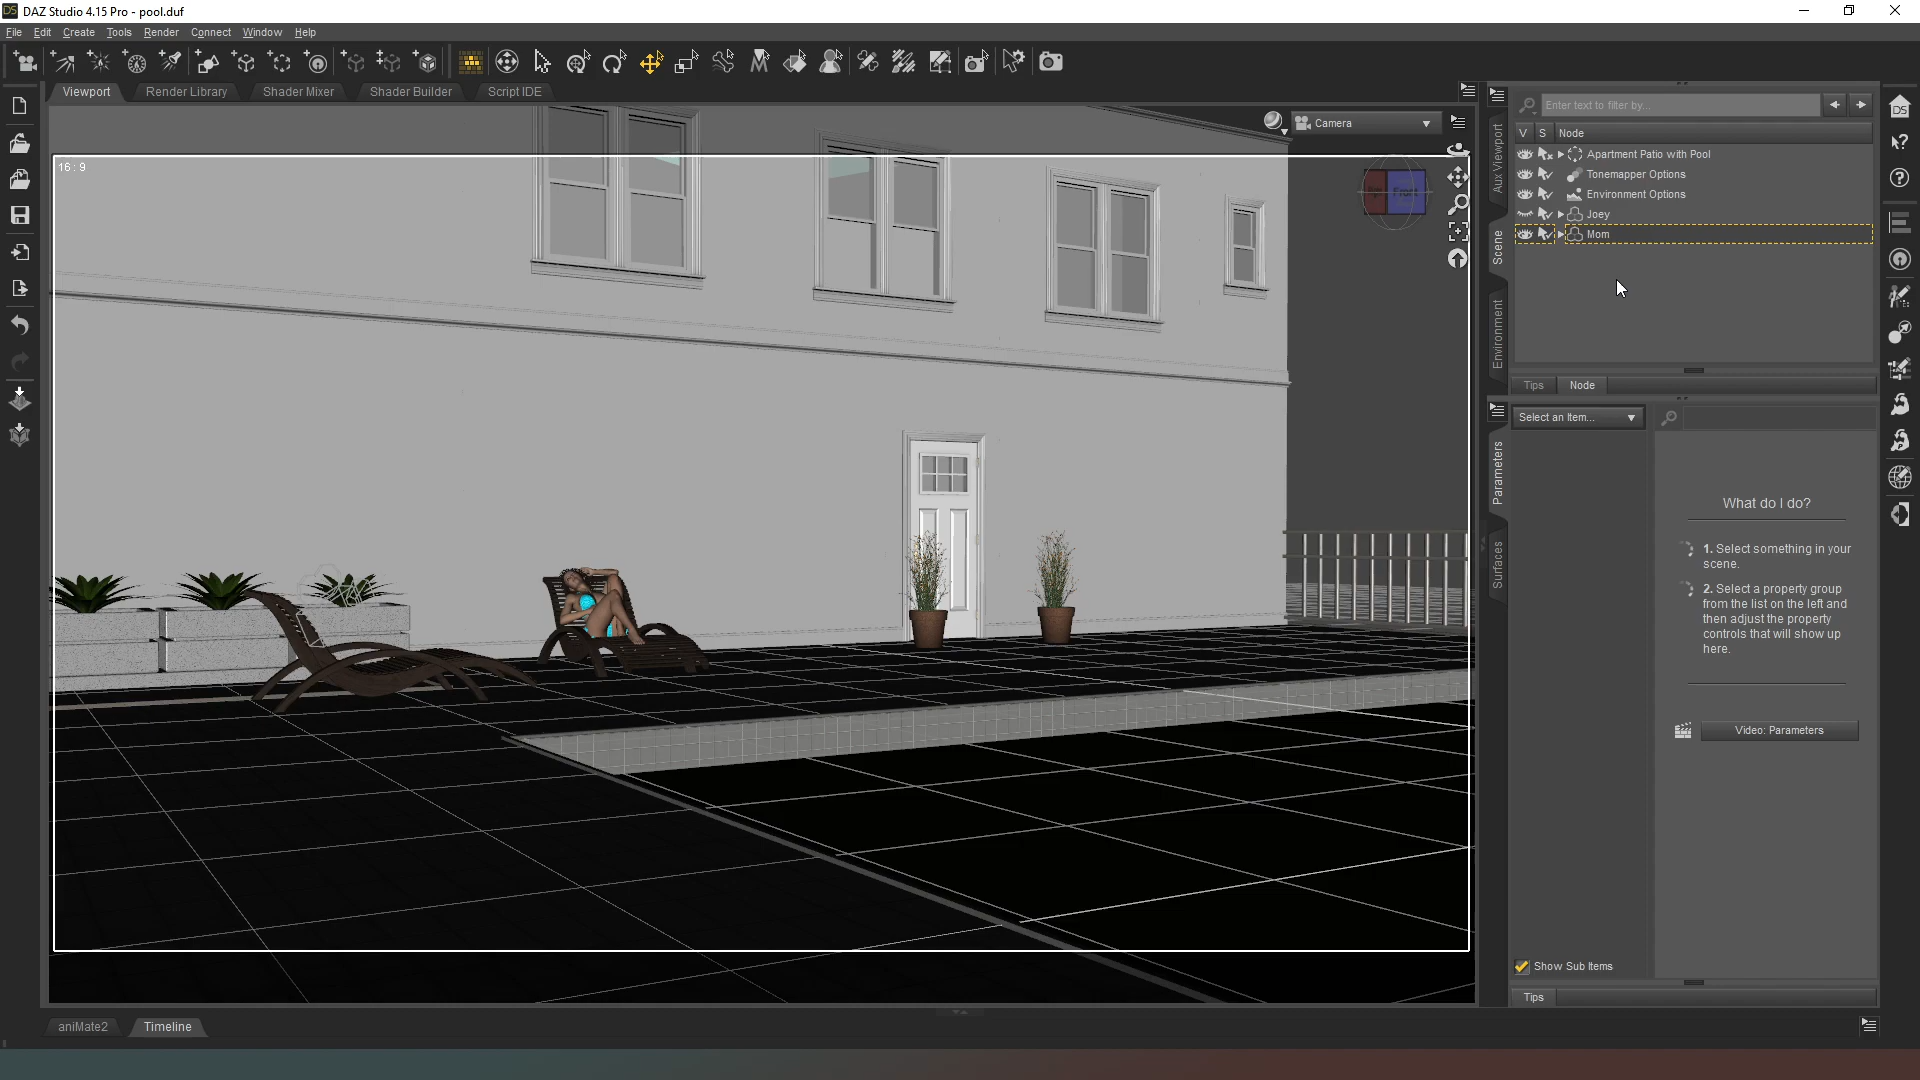 DAZ Studio 4.15 Pro - pool.duf
File Edit Create Tools Render Connect Window Help
Viewport Render Library Shader Mixer Shader Builder Script IDE
Camera
16 : 9
Front
Aux Viewport
Scene
Environment
Enter text to filter by...
V S Node
Apartment Patio with Pool
Tonemapper Options
Environment Options
Joey
Mom
Tips Node
Parameters
Surfaces
Select an Item...
What do I do?
1. Select something in your
scene.
2. Select a property group
from the list on the left and
then adjust the property
controls that will show up
here.
Video: Parameters
Show Sub Items
Tips
aniMate2 Timeline